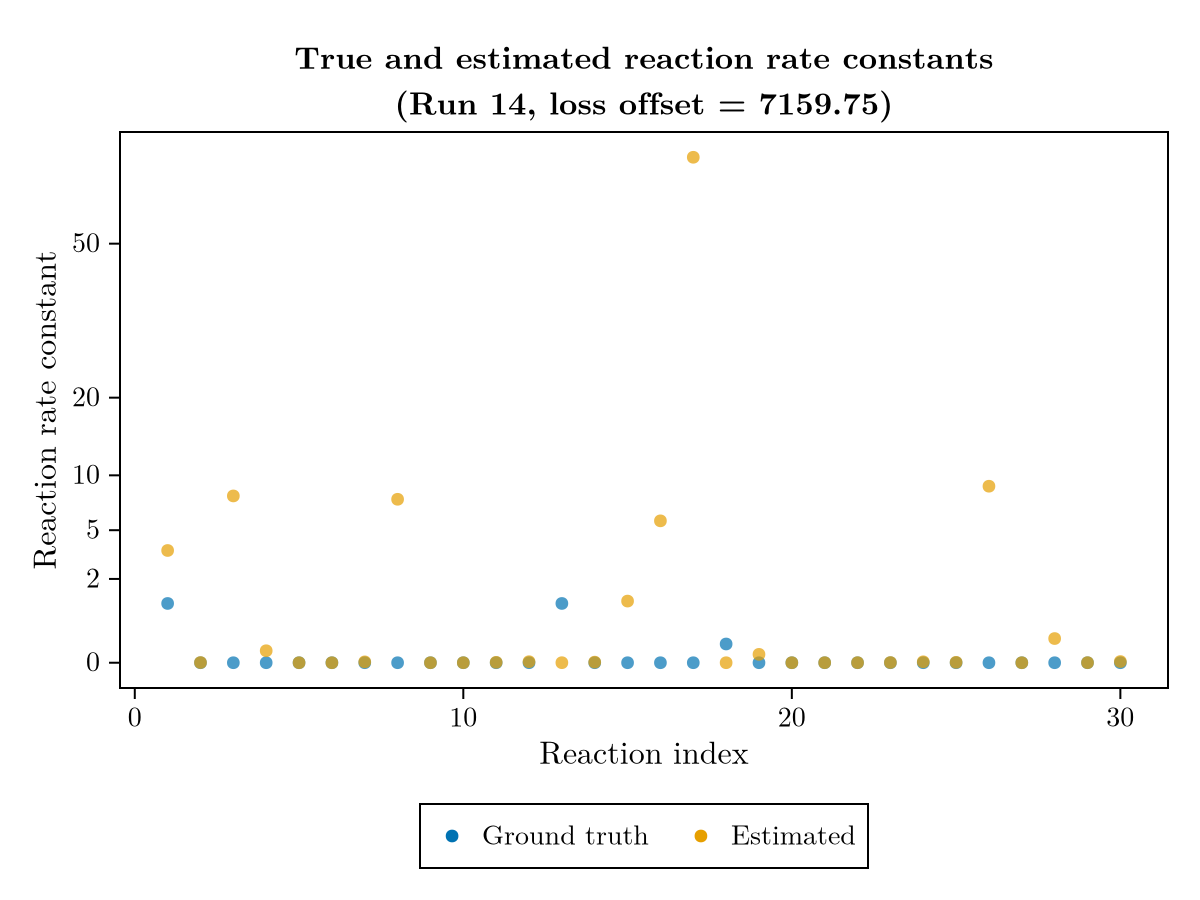 True and estimated reaction rate constants
(Run 14, loss offset = 7159.75)
Reaction rate constant
50
20
10
5
2
0
0 10 20 30
Reaction index
Ground truth Estimated